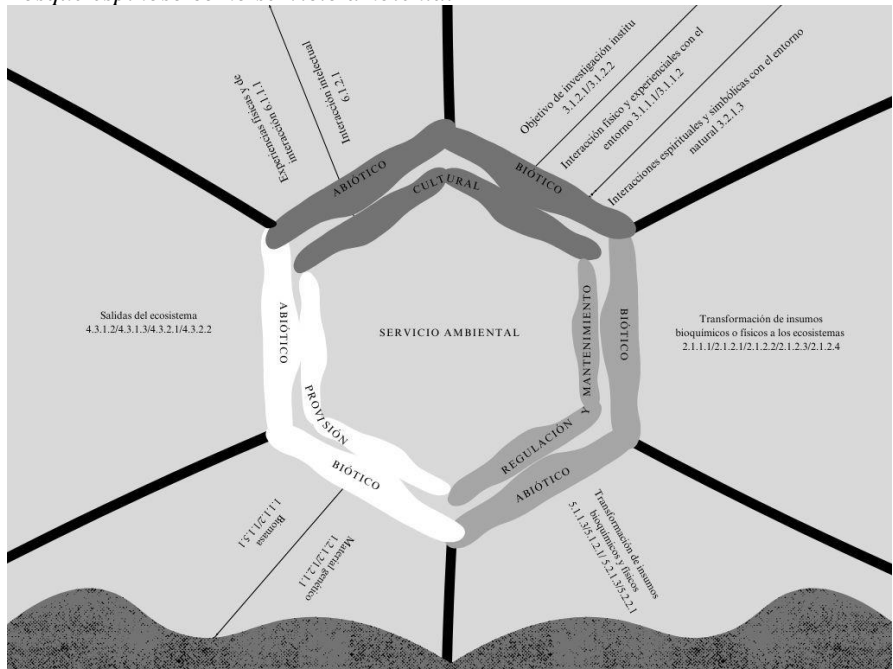 Interacción intelectual
6.1.2.1
Experiencias físicas y de
interacción 6.1.1.1
Objetivo de investigación institu
3.1.2.1/3.1.2.2
Interacción físico y experienciales con el
entorno 3.1.1.1/3.1.1.2
Interacciones espirituales y simbólicas con el entorno
natural 3.2.1.3
ABIÓTICO
BIÓTICO
CULTURAL
Salidas del ecosistema
4.3.1.2/4.3.1.3/4.3.2.1/4.3.2.2
ABIÓTICO
SERVICIO AMBIENTAL
REGULACIÓN Y MANTENIMIENTO
BIÓTICO
Transformación de insumos
bioquímicos o físicos a los ecosistemas
2.1.1.1/2.1.2.1/2.1.2.2/2.1.2.3/2.1.2.4
PROVISIÓN
BIÓTICO
ABIÓTICO
Biomasa
1.1.1.2/1.1.5.1
Material genético
1.2.1.2/1.2.1.1
Transformación de insumos
bioquímicos y físicos
5.1.1.3/5.1.2.1/ 5.2.1.3/5.2.2.1